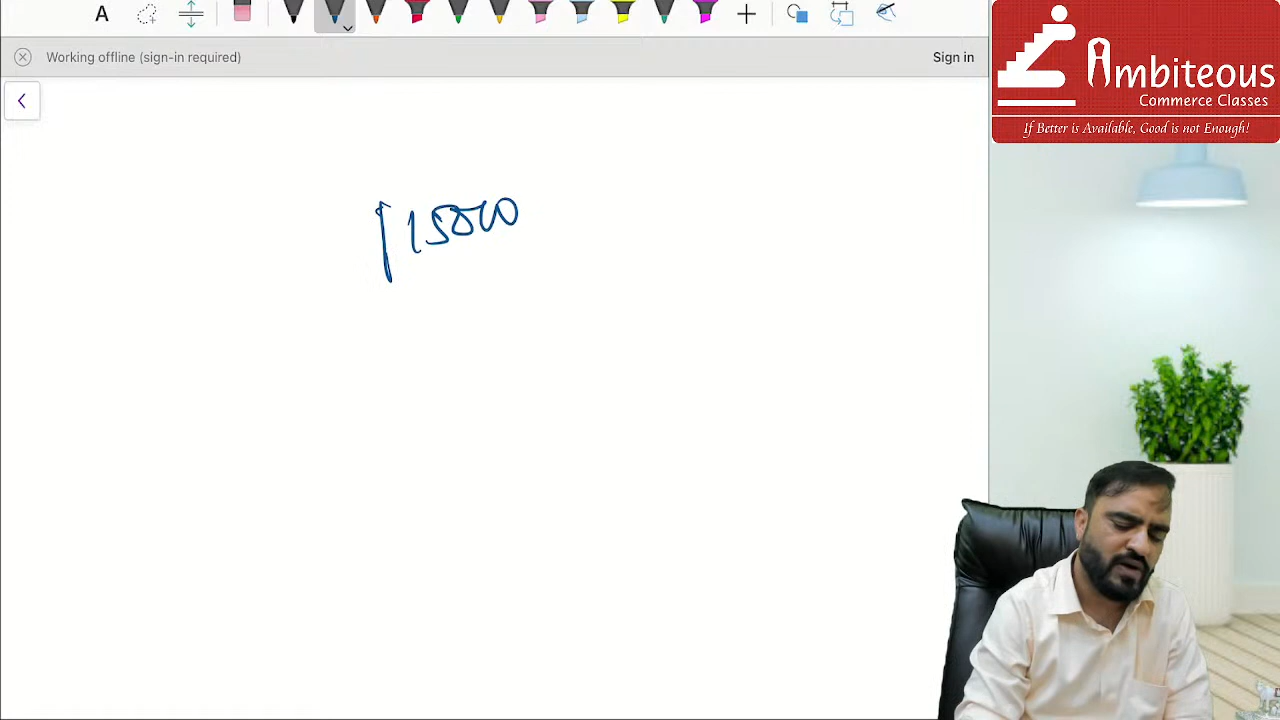 A
Working offline (sign-in required)
Sign in
Ambiteous
Commerce Classes
If Better is Available, Good is not Enough!
15000